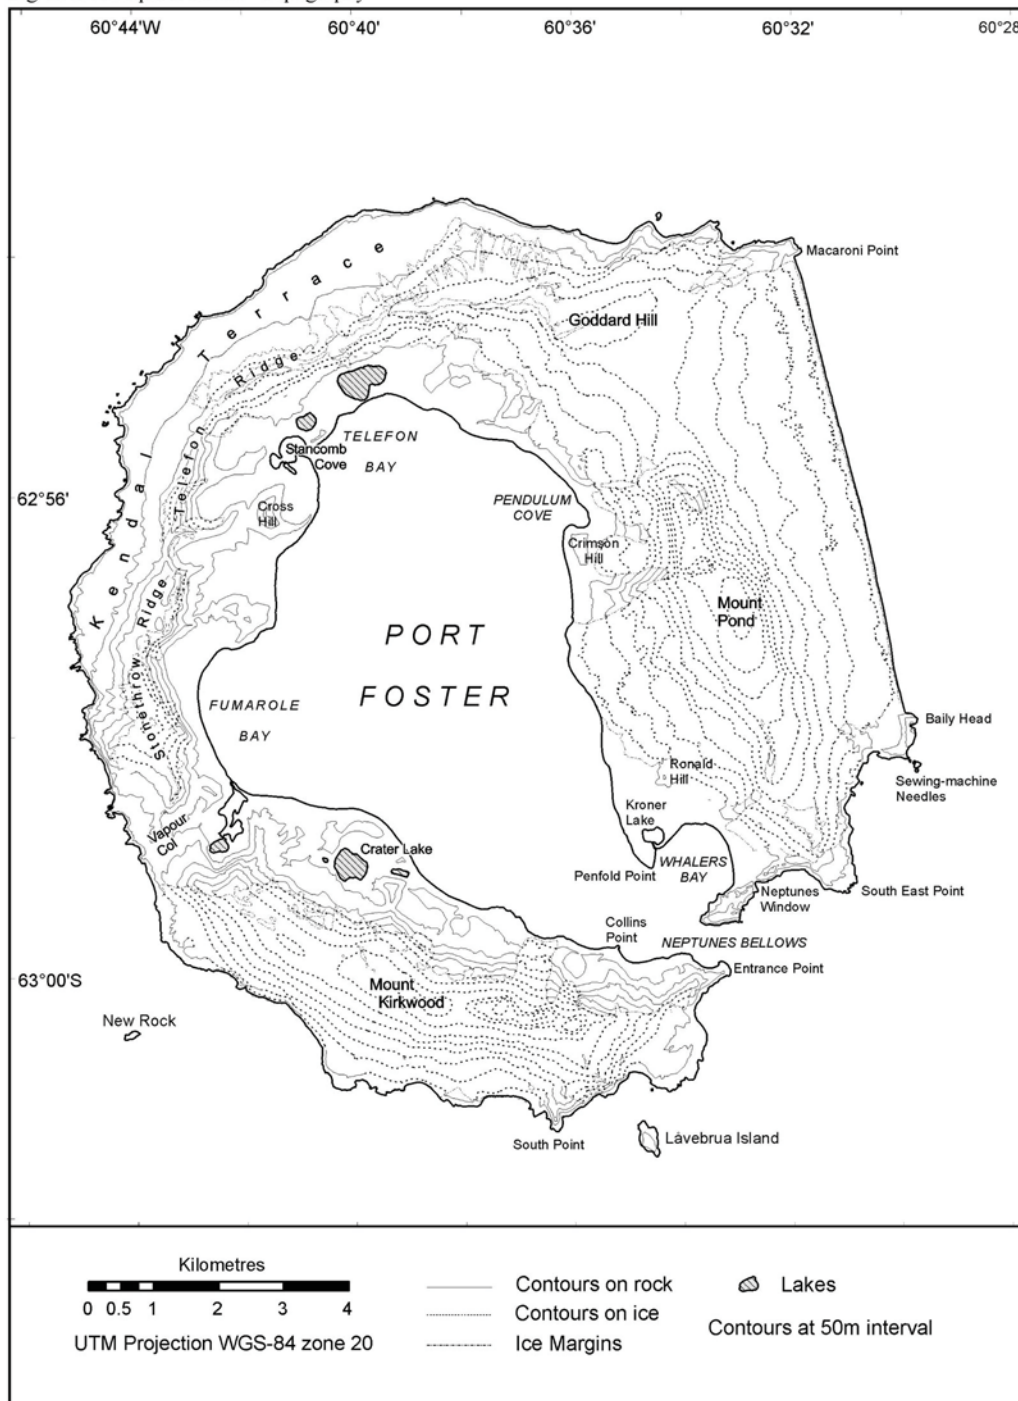 60°44'W 60°40' 60°36' 60°32' 60°28'
Macaroni Point
Kendall Terrace
Goddard Hill
Telefon Ridge
TELEFON
BAY
Stancomb
Cove
62°56'
PENDULUM
COVE
Cross
Hill
Crimson
Hill
Mount
Pond
PORT
FOSTER
Stonethrow Ridge
FUMAROLE
BAY
Baily Head
Ronald
Hill
Sewing-machine
Needles
Kroner
Lake
Vapour
Col
Crater Lake
WHALERS
BAY
Penfold Point
Neptunes
Window
South East Point
Collins
Point
NEPTUNES BELLOWS
Entrance Point
63°00'S
Mount
Kirkwood
New Rock
South Point
Låvebrua Island
Kilometres
0 0.5 1 2 3 4
UTM Projection WGS-84 zone 20
Contours on rock
Contours on ice
Ice Margins
Lakes
Contours at 50m interval